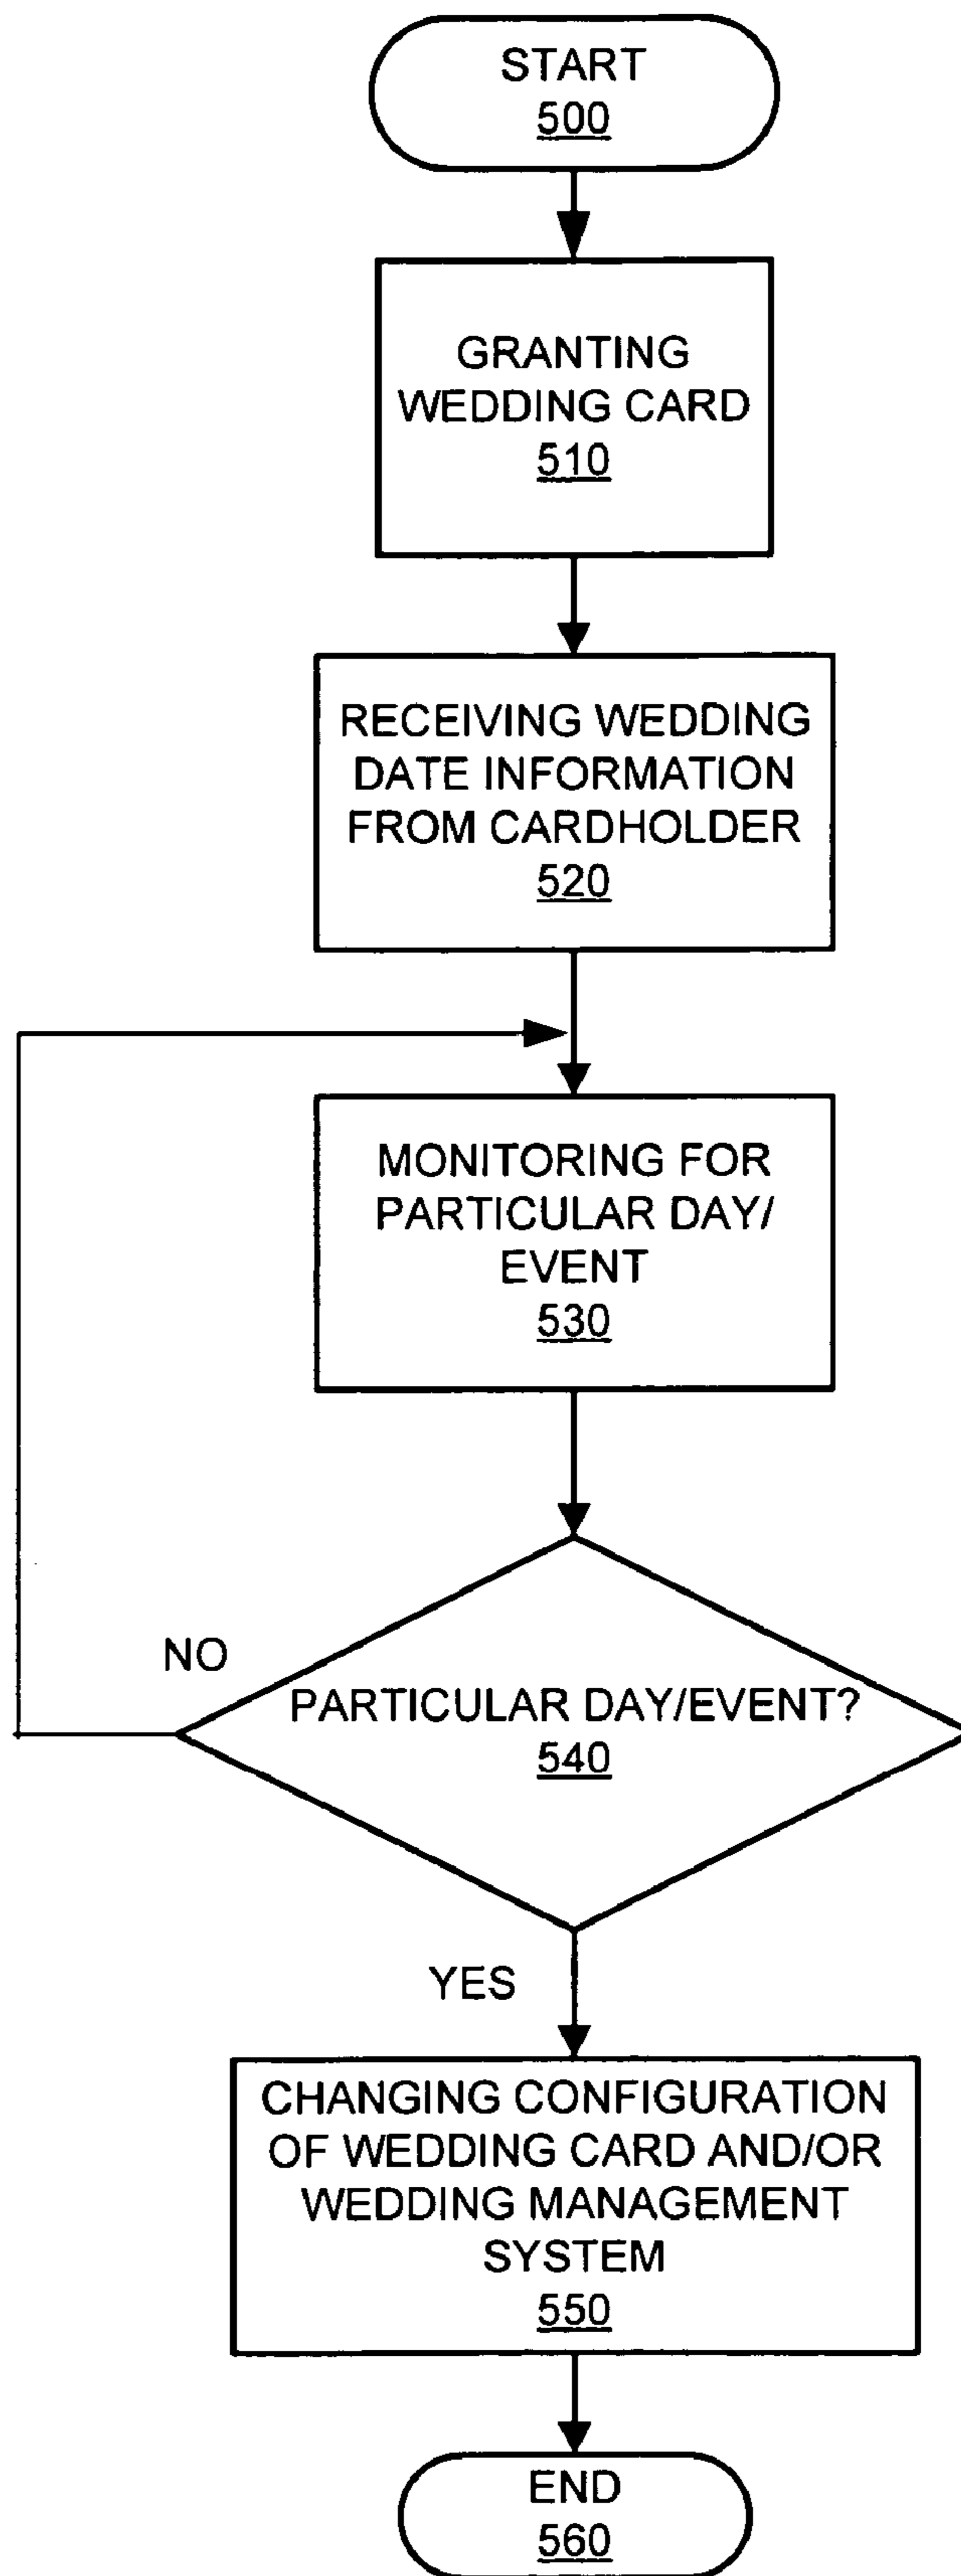 START
500
GRANTING
WEDDING CARD
510
RECEIVING WEDDING
DATE INFORMATION
FROM CARDHOLDER
520
MONITORING FOR
PARTICULAR DAY/
EVENT
530
NO
PARTICULAR DAY/EVENT?
540
YES
CHANGING CONFIGURATION
OF WEDDING CARD AND/OR
WEDDING MANAGEMENT
SYSTEM
550
END
560